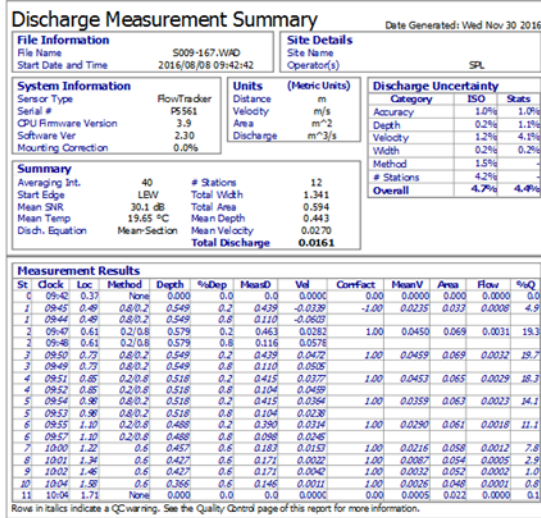 Discharge Measurement Summary Date Generated: Wed Nov 30 2016
File Information
File Name S009-167.WAD
Start Date and Time 2016/08/08 09:42:42
Site Details
Site Name
Operator(s) SPL
System Information
Sensor Type FlowTracker
Serial # P5561
CPU Firmware Version 3.9
Software Ver 2.30
Mounting Correction 0.0%
Units (Metric Units)
Distance m
Velocity m/s
Area m^2
Discharge m^3/s
Discharge Uncertainty
Category ISO Stats
Accuracy 1.0% 1.0%
Depth 0.2% 1.1%
Velocity 1.2% 4.1%
Width 0.2% 0.2%
Method 1.5% -
# Stations 4.2% -
Overall 4.7% 4.4%
Summary
Averaging Int. 40 # Stations 12
Start Edge LEW Total Width 1.341
Mean SNR 30.1 dB Total Area 0.594
Mean Temp 19.65 °C Mean Depth 0.443
Disch. Equation Mean-Section Mean Velocity 0.0270
Total Discharge 0.0161
Measurement Results
St Clock Loc Method Depth %Dep MeasD Vel CorrFact MeanV Area Flow %Q
0 09:42 0.37 None 0.000 0.0 0.0 0.0000 0.00 0.0000 0.000 0.0000 0.0
1 09:45 0.49 0.8/0.2 0.549 0.2 0.439 -0.0339 -1.00 0.0235 0.033 0.0008 4.9
1 09:44 0.49 0.8/0.2 0.549 0.8 0.110 -0.0603
2 09:47 0.61 0.2/0.8 0.579 0.2 0.463 0.0282 1.00 0.0450 0.069 0.0031 19.3
2 09:48 0.61 0.2/0.8 0.579 0.8 0.116 0.0578
3 09:50 0.73 0.8/0.2 0.549 0.2 0.439 0.0472 1.00 0.0459 0.069 0.0032 19.7
3 09:49 0.73 0.8/0.2 0.549 0.8 0.110 0.0505
4 09:51 0.85 0.2/0.8 0.518 0.2 0.415 0.0377 1.00 0.0453 0.065 0.0029 18.3
4 09:52 0.85 0.2/0.8 0.518 0.8 0.104 0.0459
5 09:54 0.98 0.8/0.2 0.518 0.2 0.415 0.0364 1.00 0.0359 0.063 0.0023 14.1
5 09:53 0.98 0.8/0.2 0.518 0.8 0.104 0.0238
6 09:55 1.10 0.2/0.8 0.488 0.2 0.390 0.0314 1.00 0.0290 0.061 0.0018 11.1
6 09:57 1.10 0.2/0.8 0.488 0.8 0.098 0.0245
7 10:00 1.22 0.6 0.457 0.6 0.183 0.0153 1.00 0.0216 0.058 0.0012 7.8
8 10:01 1.34 0.6 0.427 0.6 0.171 0.0022 1.00 0.0087 0.054 0.0005 2.9
9 10:02 1.46 0.6 0.427 0.6 0.171 0.0042 1.00 0.0032 0.052 0.0002 1.0
10 10:04 1.58 0.6 0.366 0.6 0.146 0.0011 1.00 0.0026 0.048 0.0001 0.8
11 10:04 1.71 None 0.000 0.0 0.0 0.0000 0.00 0.0005 0.022 0.0000 0.1
Rows in italics indicate a QC warning. See the Quality Control page of this report for more information.